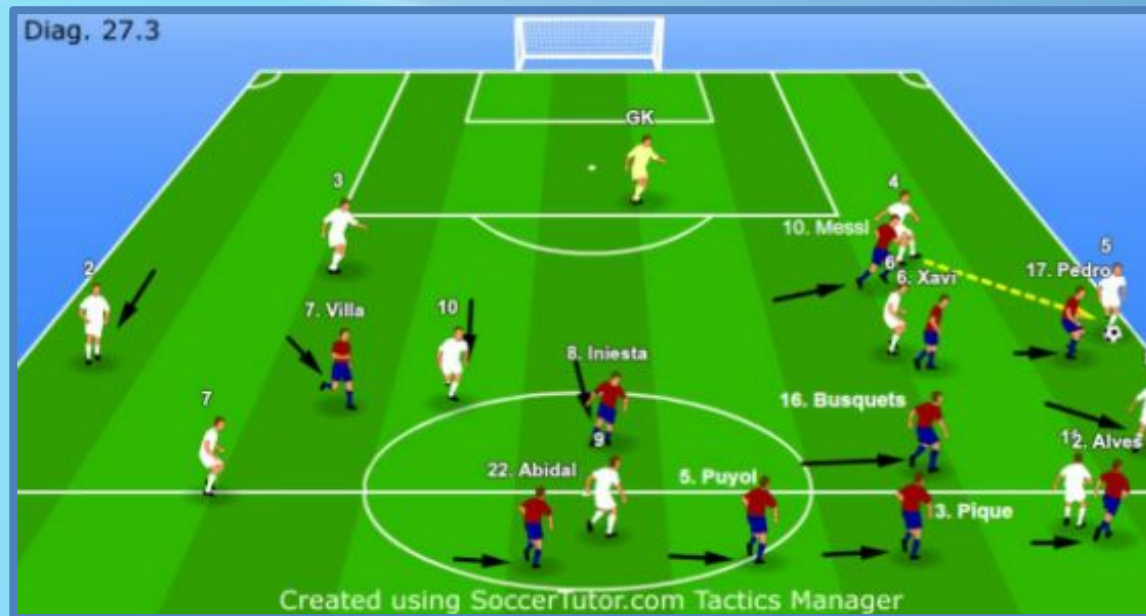 Diag. 27.3
GK
3
4
10. Messi
5
2
6
17. Pedro
6. Xavi
7. Villa
10
8. Iniesta
7
16. Busquets
9
2. Alves
22. Abidal
5. Puyol
3. Pique
Created using SoccerTutor.com Tactics Manager